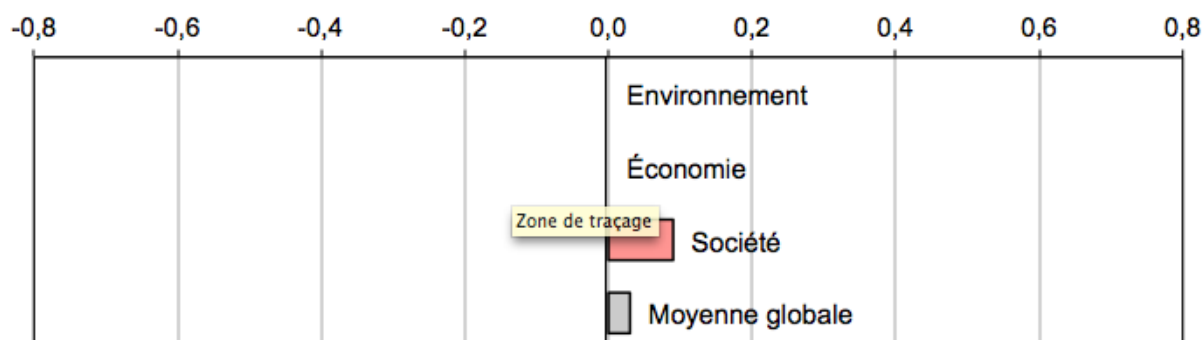 -0,8 -0,6 -0,4 -0,2 0,0 0,2 0,4 0,6 0,8
Environnement
Économie
Zone de traçage
Société
Moyenne globale